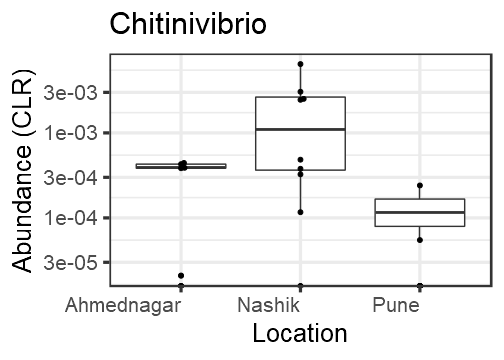 Chitinivibrio
Abundance (CLR)
3e-03
1e-03
3e-04
1e-04
3e-05
Ahmednagar Nashik Pune
Location